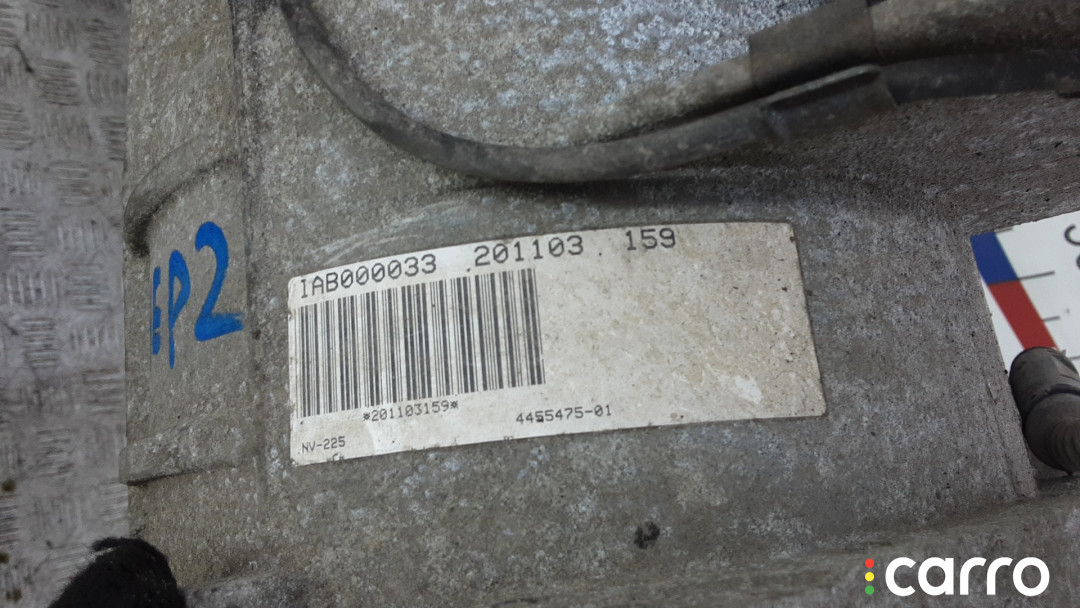 IAB000033 201103 159
*201103159*
4455475-01
NV-225
EP2
carro